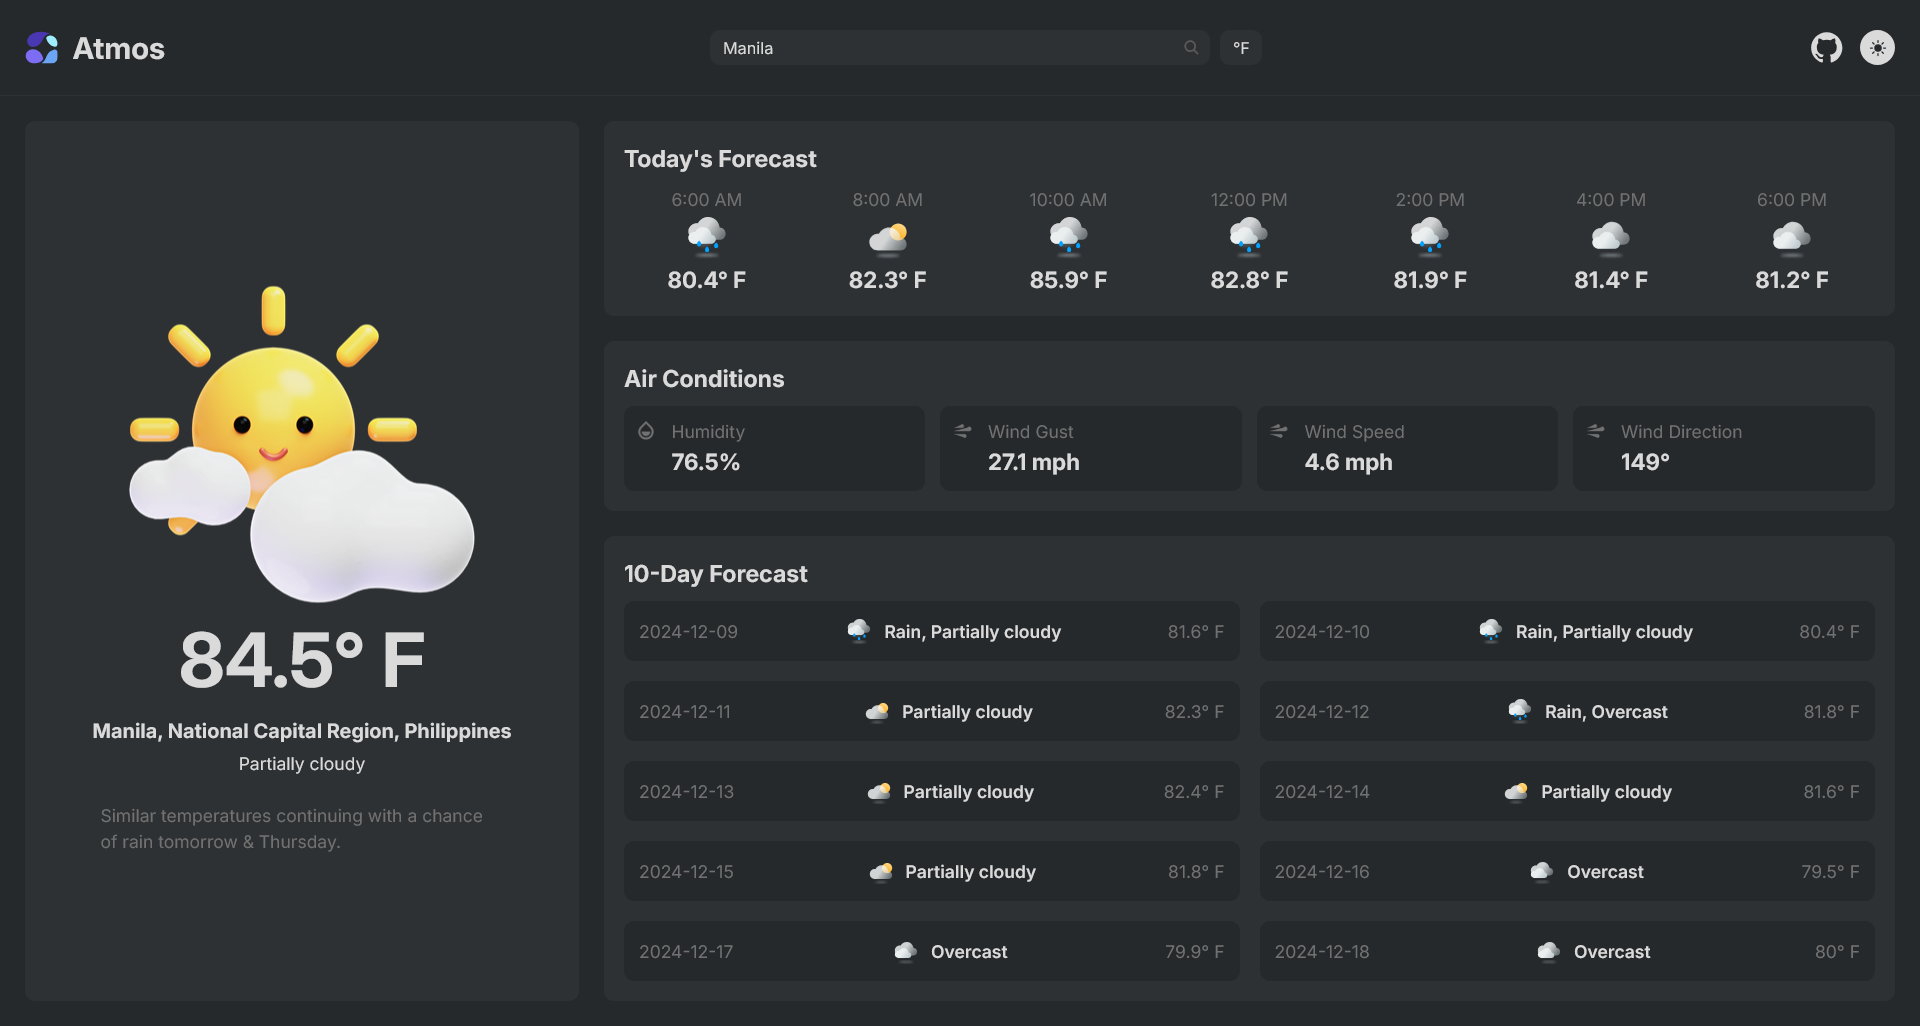 Atmos
Manila
°F
84.5° F
Manila, National Capital Region, Philippines
Partially cloudy
Similar temperatures continuing with a chance
of rain tomorrow & Thursday.
Today's Forecast
6:00 AM 8:00 AM 10:00 AM 12:00 PM 2:00 PM 4:00 PM 6:00 PM
80.4° F 82.3° F 85.9° F 82.8° F 81.9° F 81.4° F 81.2° F
Air Conditions
Humidity Wind Gust Wind Speed Wind Direction
76.5% 27.1 mph 4.6 mph 149°
10-Day Forecast
2024-12-09 Rain, Partially cloudy 81.6° F 2024-12-10 Rain, Partially cloudy 80.4° F
2024-12-11 Partially cloudy 82.3° F 2024-12-12 Rain, Overcast 81.8° F
2024-12-13 Partially cloudy 82.4° F 2024-12-14 Partially cloudy 81.6° F
2024-12-15 Partially cloudy 81.8° F 2024-12-16 Overcast 79.5° F
2024-12-17 Overcast 79.9° F 2024-12-18 Overcast 80° F